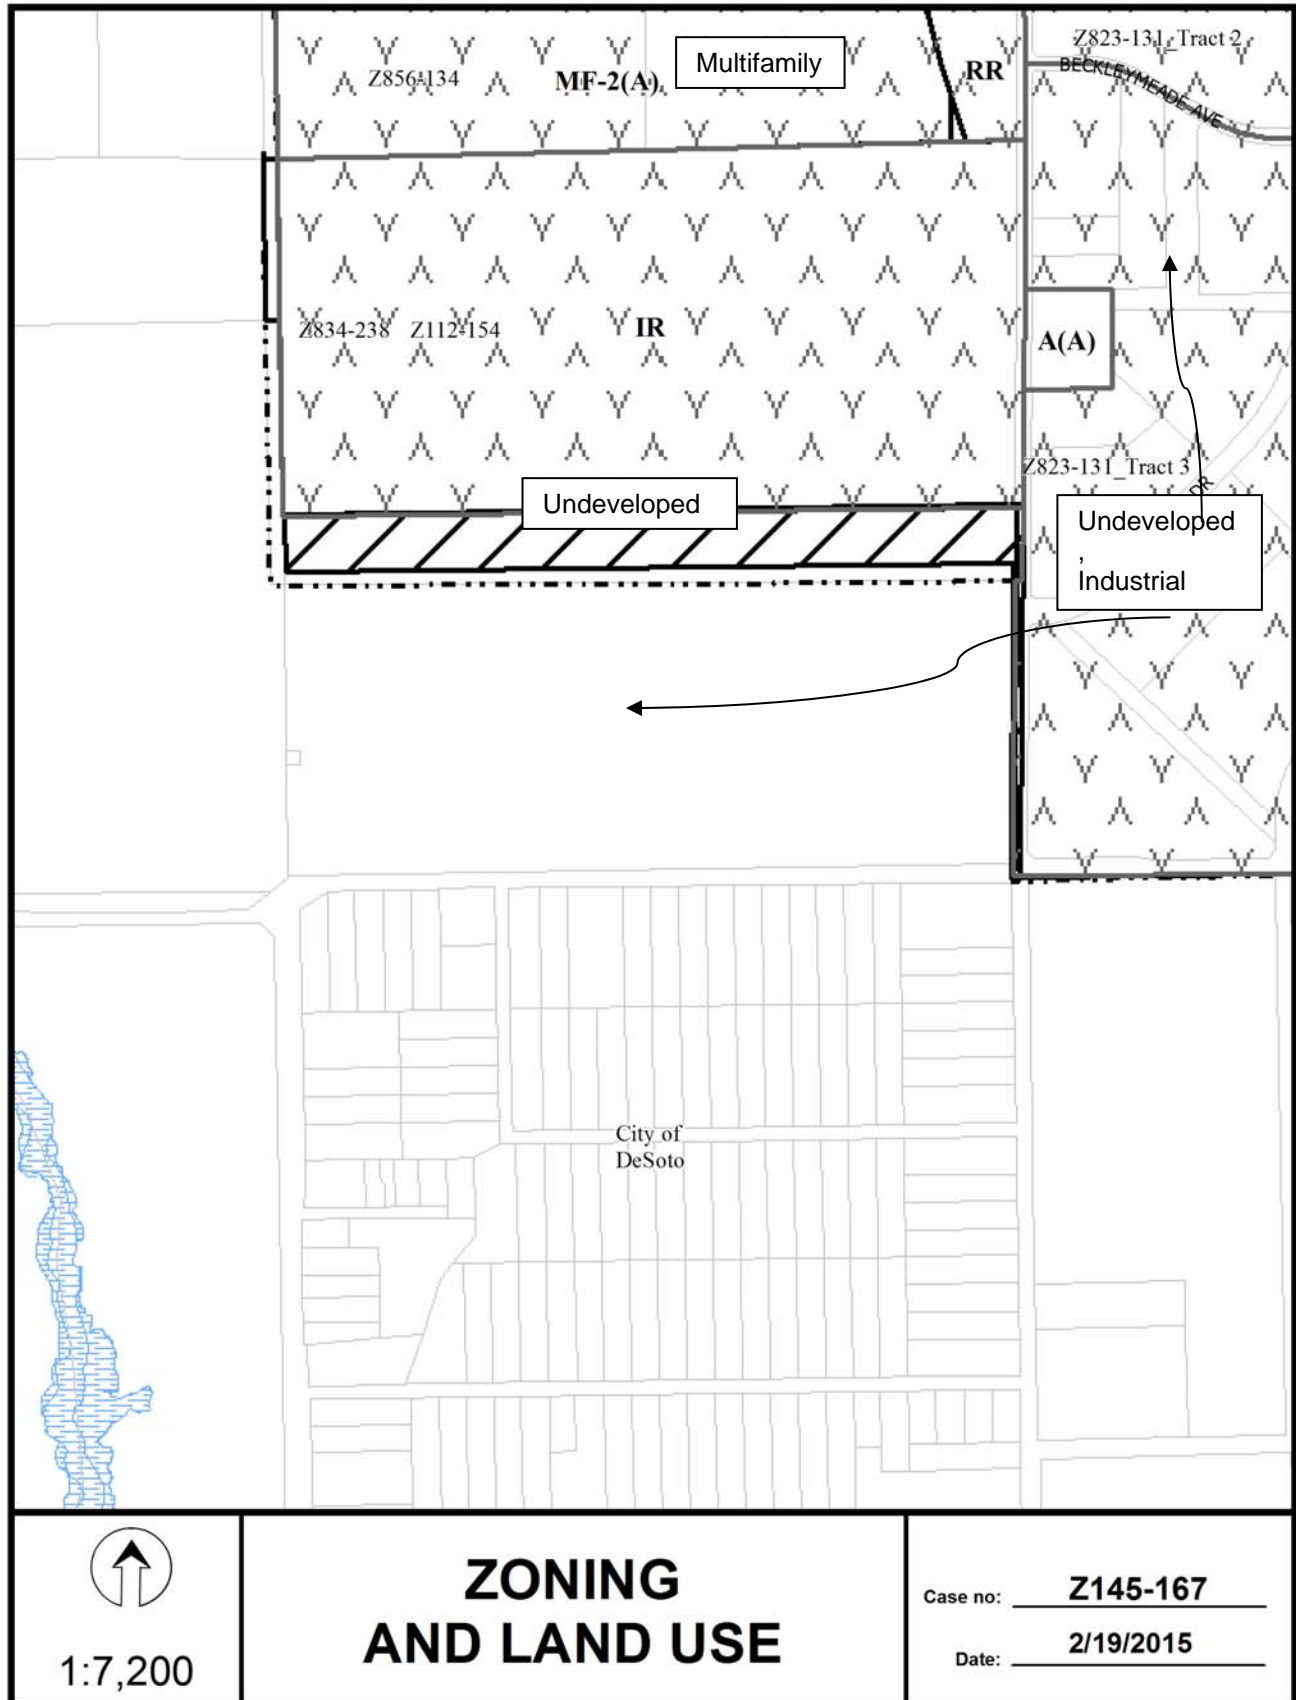 Z823-131_Tract 2
Z856-134
MF-2(A)
Multifamily
RR
BECKLEYMEADE AVE
Z834-238
Z112-154
IR
A(A)
Z823-131_Tract 3
DR
Undeveloped
Undeveloped
,
Industrial
City of
DeSoto
1:7,200
ZONING
AND LAND USE
Case no: Z145-167
Date: 2/19/2015